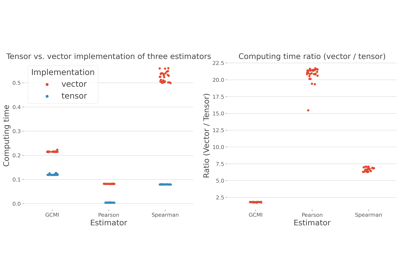 Tensor vs. vector implementation of three estimators
Implementation
vector
tensor
0.5
0.4
0.3
0.2
0.1
0.0
Computing time
GCMI Pearson Spearman
Estimator
Computing time ratio (vector / tensor)
22.5
20.0
17.5
15.0
12.5
10.0
7.5
5.0
2.5
Ratio (Vector / Tensor)
GCMI Pearson Spearman
Estimator